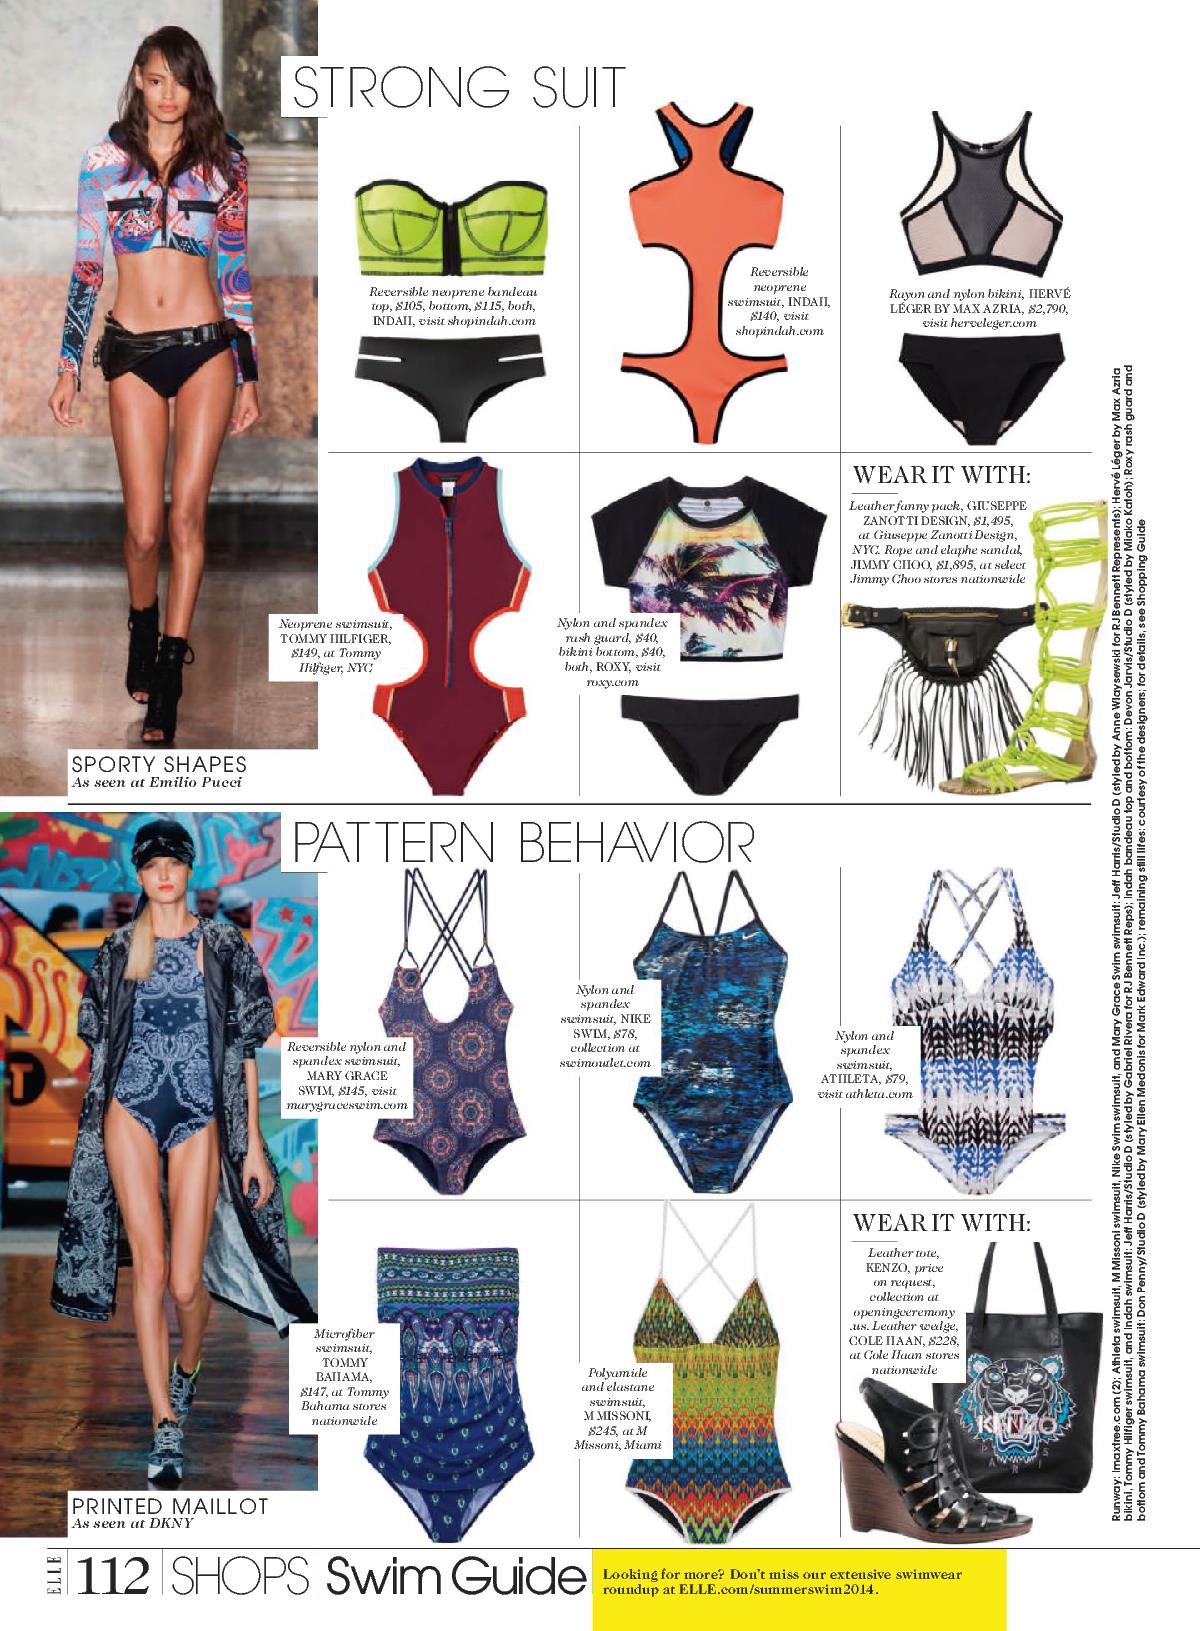 STRONG SUIT
Reversible neoprene bandeau
top, $105, bottom, $115, both,
INDAH, visit shopindah.com
Reversible
neoprene
swimsuit, INDAH,
$140, visit
shopindah.com
Rayon and nylon bikini, HERVÉ
LÉGER BY MAX AZRIA, $2,790,
visit herveleger.com
Neoprene swimsuit,
TOMMY HILFIGER,
$149, at Tommy
Hilfiger, NYC
Nylon and spandex
rash guard, $40,
bikini bottom, $40,
both, ROXY, visit
roxy.com
WEAR IT WITH:
Leather fanny pack, GIUSEPPE
ZANOTTI DESIGN, $1,495,
at Giuseppe Zanotti Design,
NYC. Rope and elaphe sandal,
JIMMY CHOO, $1,895, at select
Jimmy Choo stores nationwide
SPORTY SHAPES
As seen at Emilio Pucci
PATTERN BEHAVIOR
Reversible nylon and
spandex swimsuit,
MARY GRACE
SWIM, $145, visit
marygraceswim.com
Nylon and
spandex
swimsuit, NIKE
SWIM, $78,
collection at
swimoutlet.com
Nylon and
spandex
swimsuit,
ATHLETA, $79,
visit athleta.com
Microfiber
swimsuit,
TOMMY
BAHAMA,
$147, at Tommy
Bahama stores
nationwide
Polyamide
and elastane
swimsuit,
M MISSONI,
$245, at M
Missoni, Miami
WEAR IT WITH:
Leather tote,
KENZO, price
on request,
collection at
openingceremony
.us. Leather wedge,
COLE HAAN, $228,
at Cole Haan stores
nationwide
KENZO
PARIS
PRINTED MAILLOT
As seen at DKNY
Runway: Imaxtree.com (2); Athleta swimsuit, M Missoni swimsuit, Nike Swim swimsuit, and Mary Grace Swim swimsuit: Jeff Harris/Studio D (styled by Anne Wlaysewski for RJ Bennett Represents); Hervé Léger by Max Azria
bikini, Tommy Hilfiger swimsuit, and Indah swimsuit: Jeff Harris/Studio D (styled by Gabriel Rivera for RJ Bennett Reps); Indah bandeau top and bottom: Devon Jarvis/Studio D (styled by Miako Katoh); Roxy rash guard and
bottom and Tommy Bahama swimsuit: Don Penny/Studio D (styled by Mary Ellen Medonis for Mark Edward Inc.); remaining still lifes: courtesy of the designers; for details, see Shopping Guide
ELLE 112 SHOPS Swim Guide
Looking for more? Don't miss our extensive swimwear
roundup at ELLE.com/summerswim2014.